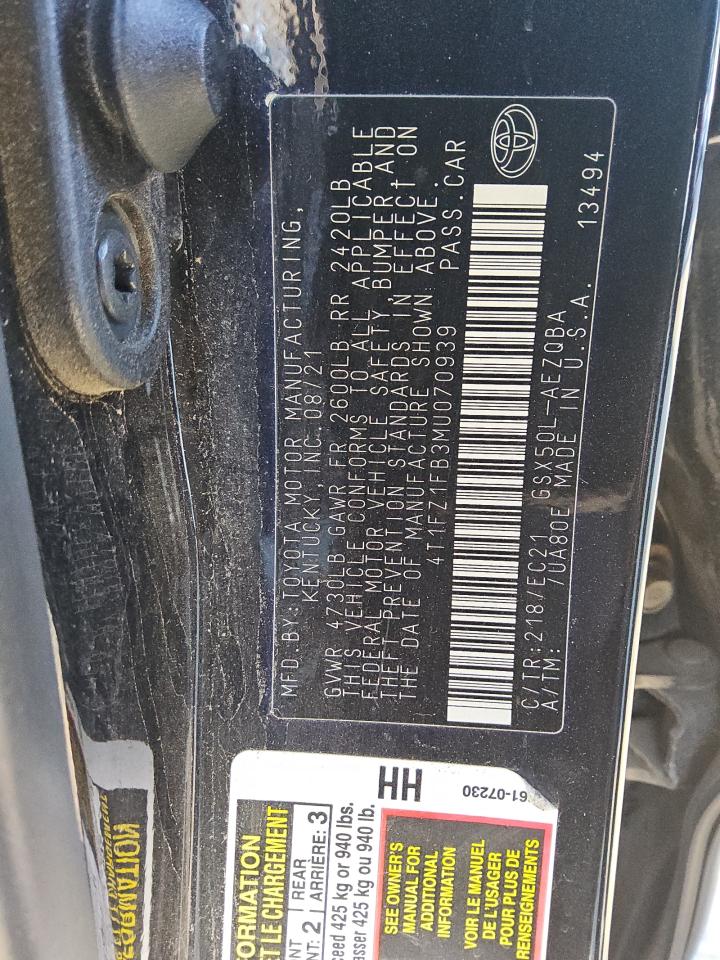 MFD. BY: TOYOTA MOTOR MANUFACTURING,
KENTUCKY, INC. 08/21
GVWR 4730LB GAWR FR 2600LB RR 2420LB
THIS VEHICLE CONFORMS TO ALL APPLICABLE
FEDERAL MOTOR VEHICLE SAFETY, BUMPER, AND
THEFT PREVENTION STANDARDS IN EFFECT ON
THE DATE OF MANUFACTURE SHOWN ABOVE.
4T1FZ1FB3MU070939 PASS. CAR
C/TR: 218/EC21 GSX50L-AEZQBA
A/TM: /UA80E MADE IN U.S.A. 13494
FORMATION
ET LE CHARGEMENT
NT REAR
NT: 2 ARRIÈRE: 3
ceed 425 kg or 940 lbs.
asser 425 kg ou 940 lb.
HH
61-07230
SEE OWNER'S
MANUAL FOR
ADDITIONAL
INFORMATION
VOIR LE MANUEL
DE L'USAGER
POUR PLUS DE
RENSEIGNEMENTS